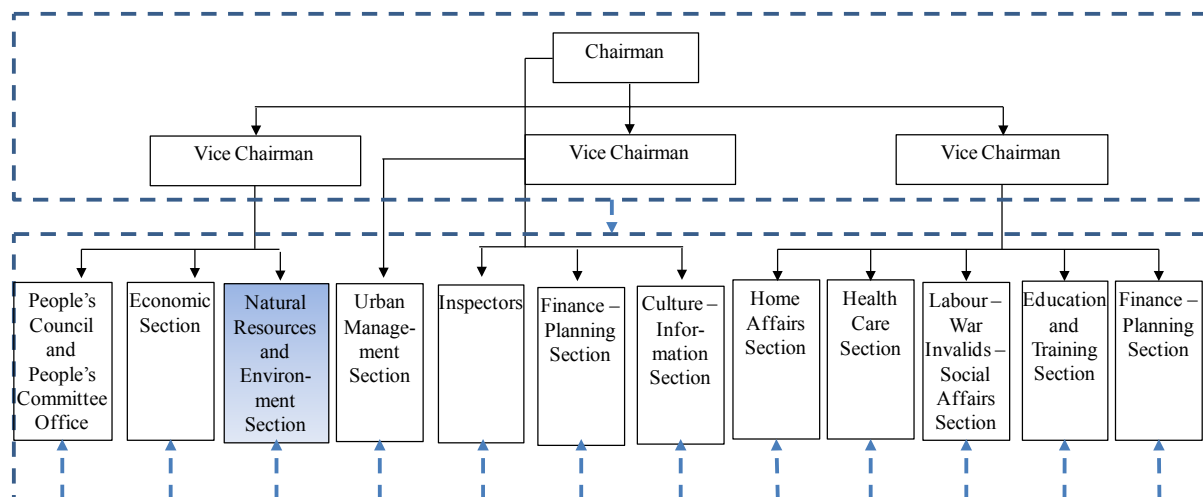 Chairman
Vice Chairman
Vice Chairman
Vice Chairman
People's
Council
and
People's
Committee
Office
Economic
Section
Natural
Resources
and
Environ-
ment
Section
Urban
Manage-
ment
Section
Inspectors
Finance –
Planning
Section
Culture –
Infor-
mation
Section
Home
Affairs
Section
Health
Care
Section
Labour –
War
Invalids –
Social
Affairs
Section
Education
and
Training
Section
Finance –
Planning
Section